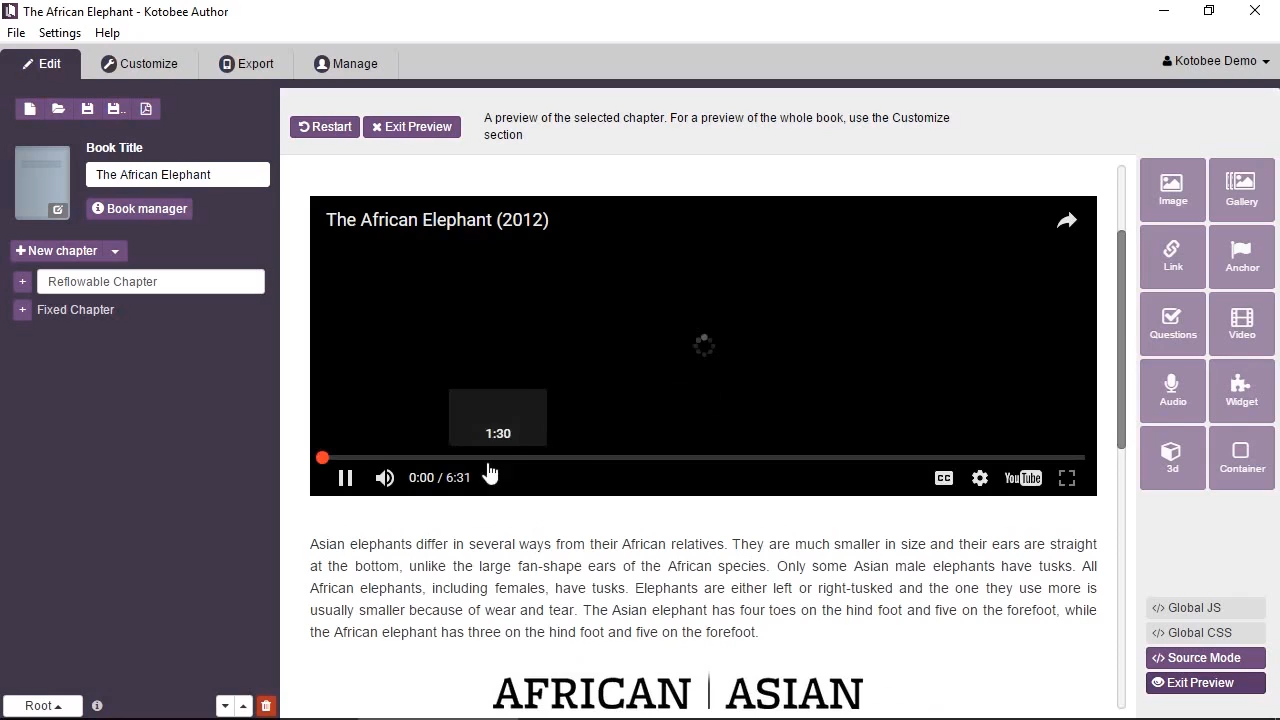 The African Elephant - Kotobee Author
File Settings Help
Edit Customize Export Manage Kotobee Demo
Restart Exit Preview
A preview of the selected chapter. For a preview of the whole book, use the Customize
section
Book Title
The African Elephant
Book manager
New chapter
Reflowable Chapter
Fixed Chapter
The African Elephant (2012)
1:30
0:00 / 6:31
CC
YouTube
Asian elephants differ in several ways from their African relatives. They are much smaller in size and their ears are straight
at the bottom, unlike the large fan-shape ears of the African species. Only some Asian male elephants have tusks. All
African elephants, including females, have tusks. Elephants are either left or right-tusked and the one they use more is
usually smaller because of wear and tear. The Asian elephant has four toes on the hind foot and five on the forefoot, while
the African elephant has three on the hind foot and five on the forefoot.
AFRICAN | ASIAN
Image Gallery
Link Anchor
Questions Video
Audio Widget
3d Container
</> Global JS
</> Global CSS
</> Source Mode
Exit Preview
Root